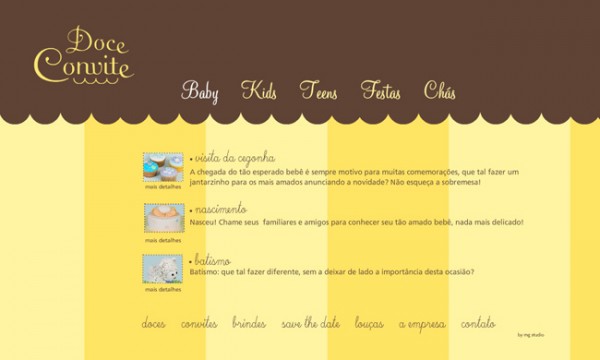 Doce
Convite
Baby Kids Teens Festas Chás
• visita da cegonha
A chegada do tão esperado bebê é sempre motivo para muitas comemorações, que tal fazer um
jantarzinho para os mais amados anunciando a novidade? Não esqueça a sobremesa!
mais detalhes
• nascimento
Nasceu! Chame seus familiares e amigos para conhecer seu tão amado bebê, nada mais delicado!
mais detalhes
• batismo
Batismo: que tal fazer diferente, sem a deixar de lado a importância desta ocasião?
mais detalhes
doces convites brindes save the date louças a empresa contato
by mg studio